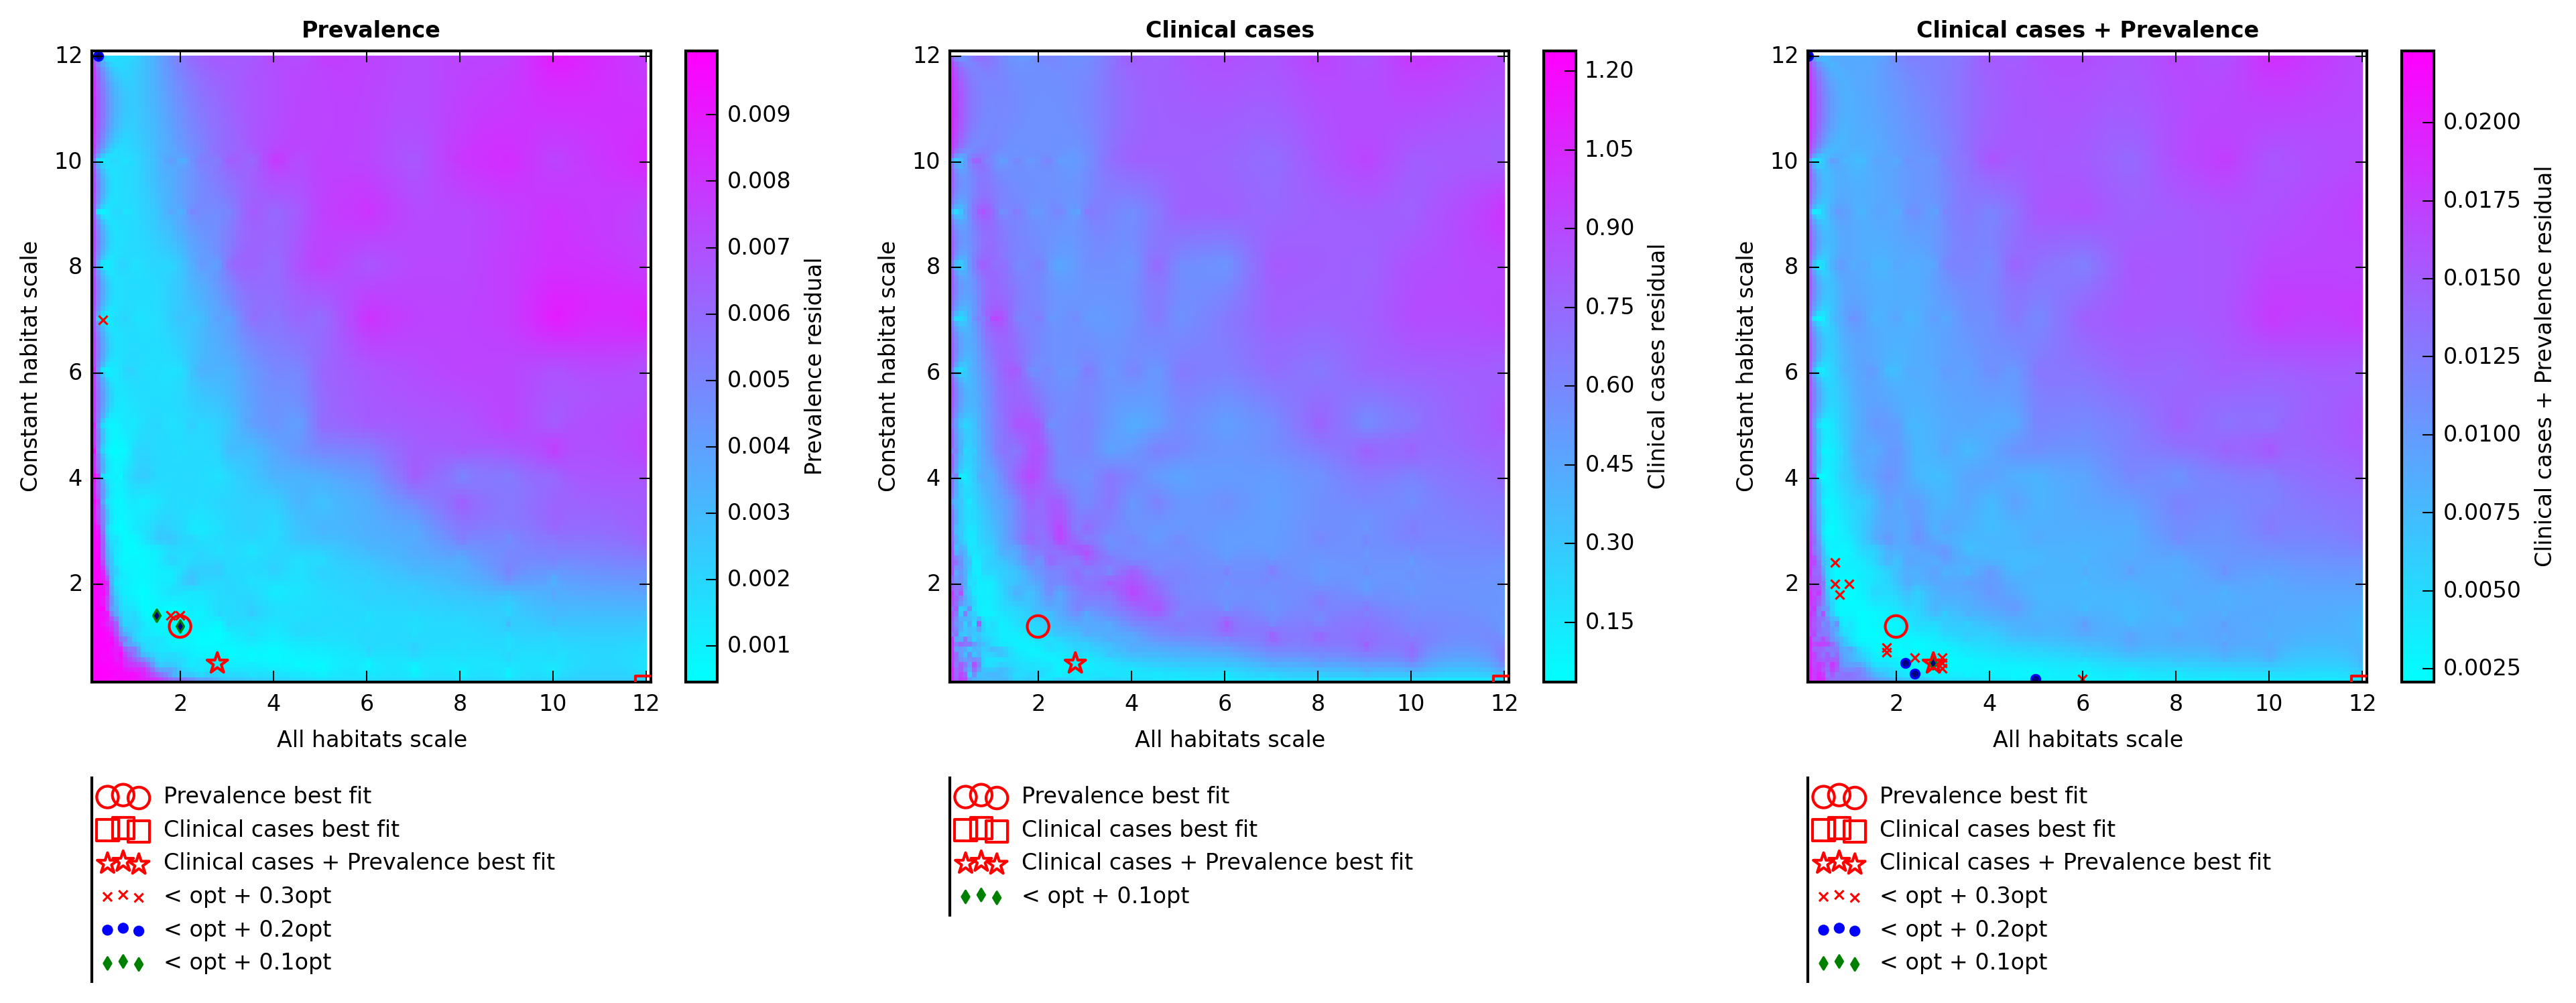 Prevalence
Constant habitat scale
12
10
8
6
4
2
2 4 6 8 10 12
All habitats scale
0.009
0.008
0.007
0.006
0.005
0.004
0.003
0.002
0.001
Prevalence residual
Prevalence best fit
Clinical cases best fit
Clinical cases + Prevalence best fit
< opt + 0.3opt
< opt + 0.2opt
< opt + 0.1opt
Clinical cases
Constant habitat scale
12
10
8
6
4
2
2 4 6 8 10 12
All habitats scale
1.20
1.05
0.90
0.75
0.60
0.45
0.30
0.15
Clinical cases residual
Prevalence best fit
Clinical cases best fit
Clinical cases + Prevalence best fit
< opt + 0.1opt
Clinical cases + Prevalence
Constant habitat scale
12
10
8
6
4
2
2 4 6 8 10 12
All habitats scale
0.0200
0.0175
0.0150
0.0125
0.0100
0.0075
0.0050
0.0025
Clinical cases + Prevalence residual
Prevalence best fit
Clinical cases best fit
Clinical cases + Prevalence best fit
< opt + 0.3opt
< opt + 0.2opt
< opt + 0.1opt